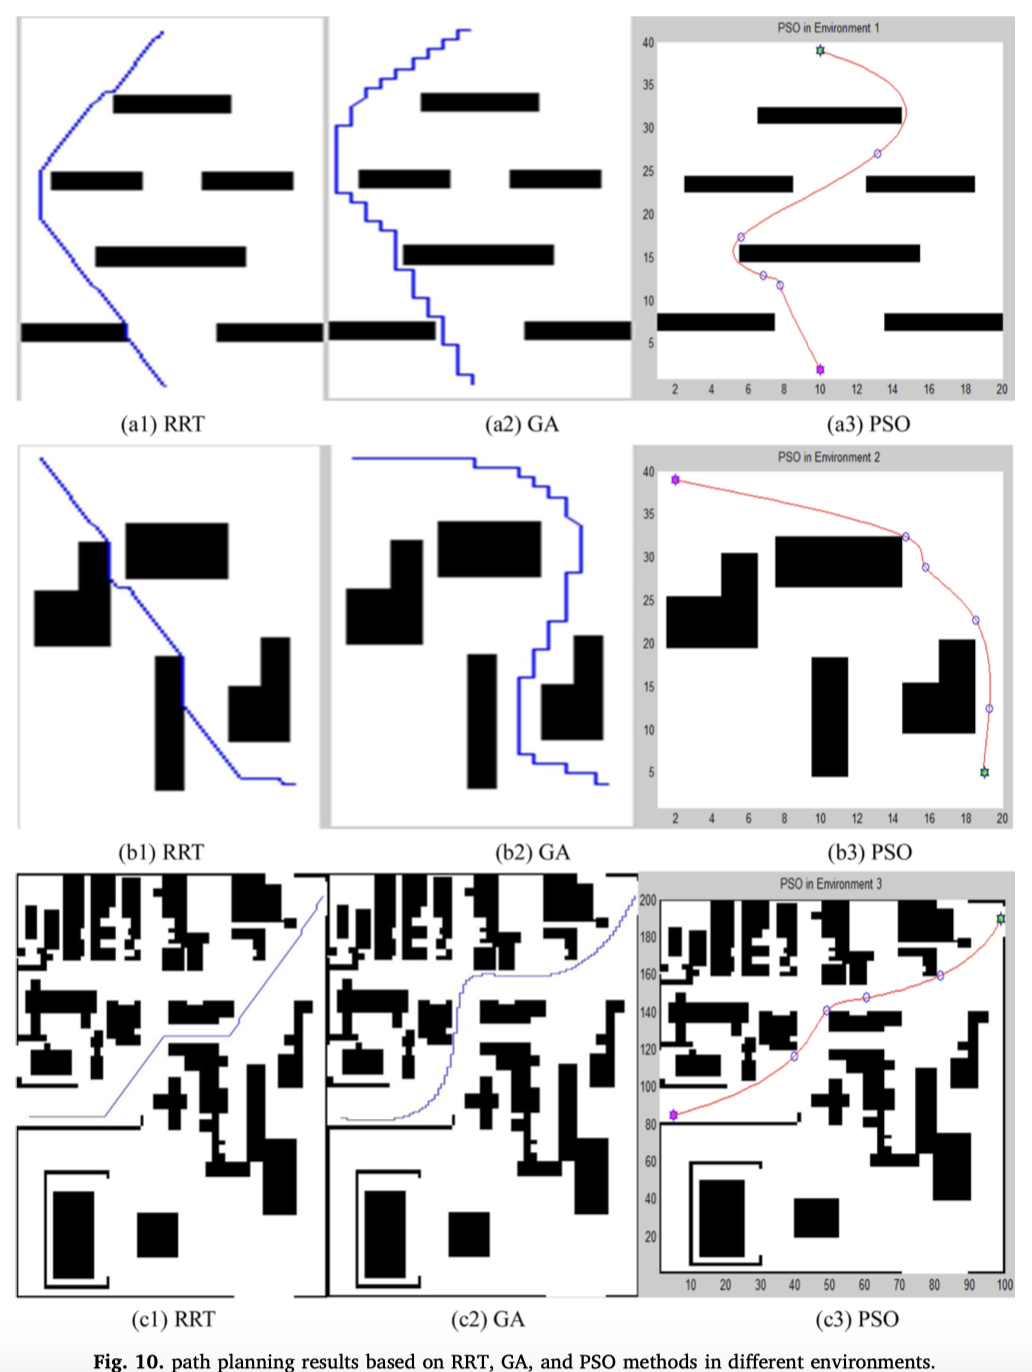 PSO in Environment 1
40
35
30
25
20
15
10
5
2 4 6 8 10 12 14 16 18 20
(a1) RRT (a2) GA (a3) PSO
PSO in Environment 2
40
35
30
25
20
15
10
5
2 4 6 8 10 12 14 16 18 20
(b1) RRT (b2) GA (b3) PSO
PSO in Environment 3
200
180
160
140
120
100
80
60
40
20
10 20 30 40 50 60 70 80 90 100
(c1) RRT (c2) GA (c3) PSO
Fig. 10. path planning results based on RRT, GA, and PSO methods in different environments.